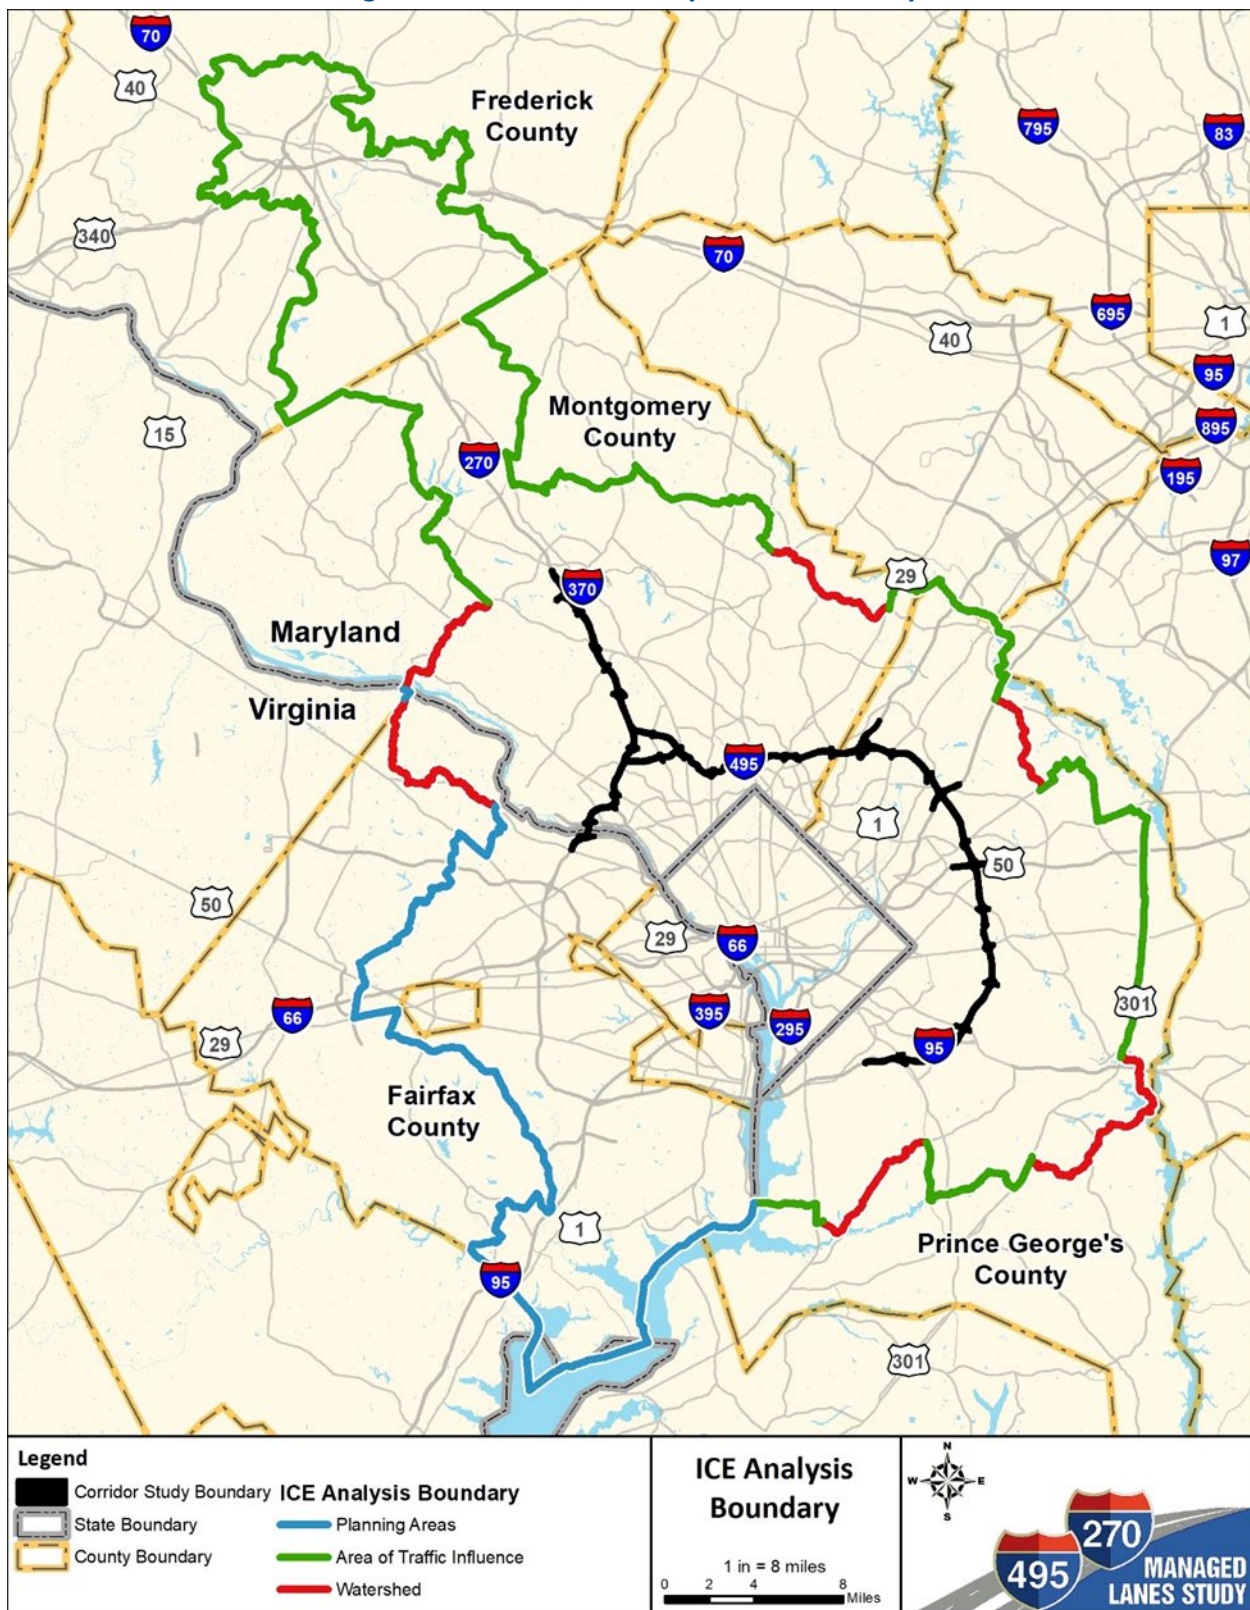 70
40
Frederick
County
795
83
340
70
695
1
40
95
15
Montgomery
County
895
270
195
29
97
370
Maryland
Virginia
495
1
50
50
29
66
301
66
395
295
29
95
Fairfax
County
1
Prince George's
County
95
301
Legend
Corridor Study Boundary
State Boundary
County Boundary
ICE Analysis Boundary
Planning Areas
Area of Traffic Influence
Watershed
ICE Analysis
Boundary
1 in = 8 miles
0 2 4 8
Miles
N
W E
S
270
495
MANAGED
LANES STUDY